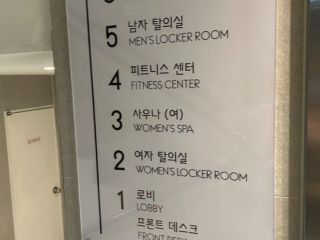 5 남자 탈의실
MEN'S LOCKER ROOM
4 피트니스 센터
FITNESS CENTER
3 사우나 (여)
WOMEN'S SPA
2 여자 탈의실
WOMEN'S LOCKER ROOM
1 로비
LOBBY
프론트 데스크
FRONT DESK